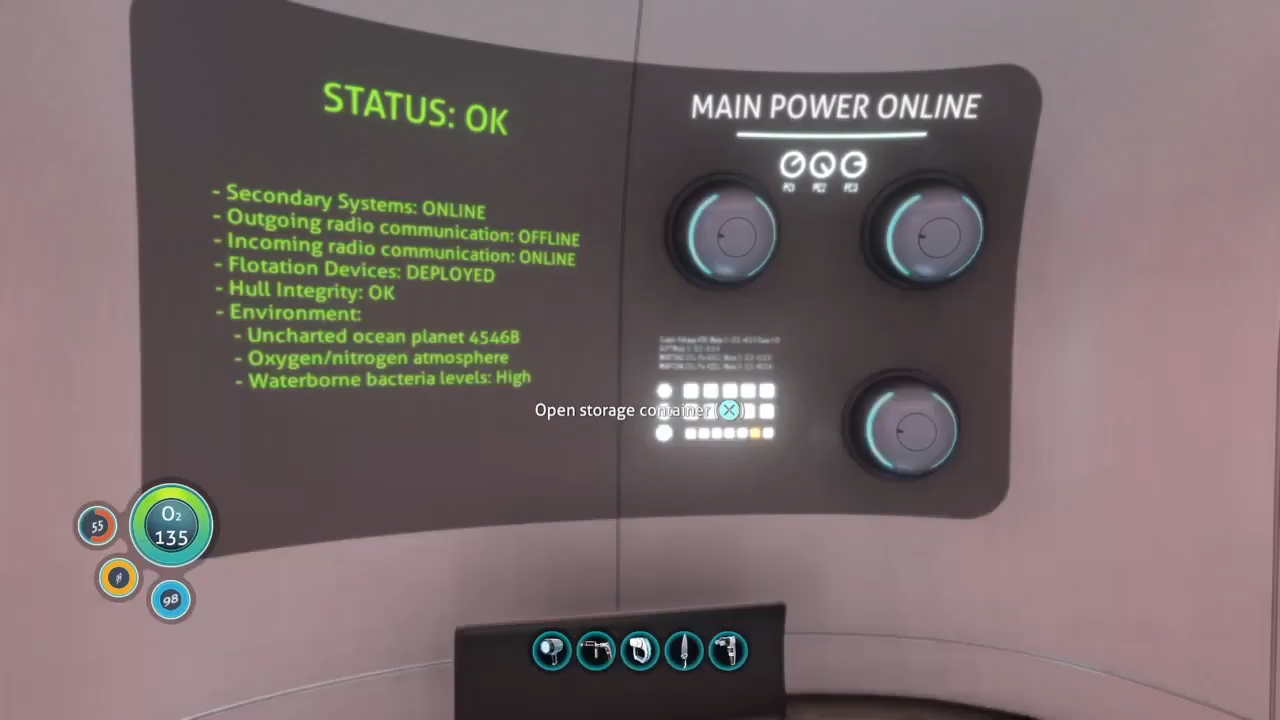 STATUS: OK
- Secondary Systems: ONLINE
- Outgoing radio communication: OFFLINE
- Incoming radio communication: ONLINE
- Flotation Devices: DEPLOYED
- Hull Integrity: OK
- Environment:
- Uncharted ocean planet 4546B
- Oxygen/nitrogen atmosphere
- Waterborne bacteria levels: High
MAIN POWER ONLINE
Open storage container
O₂
135
55
98